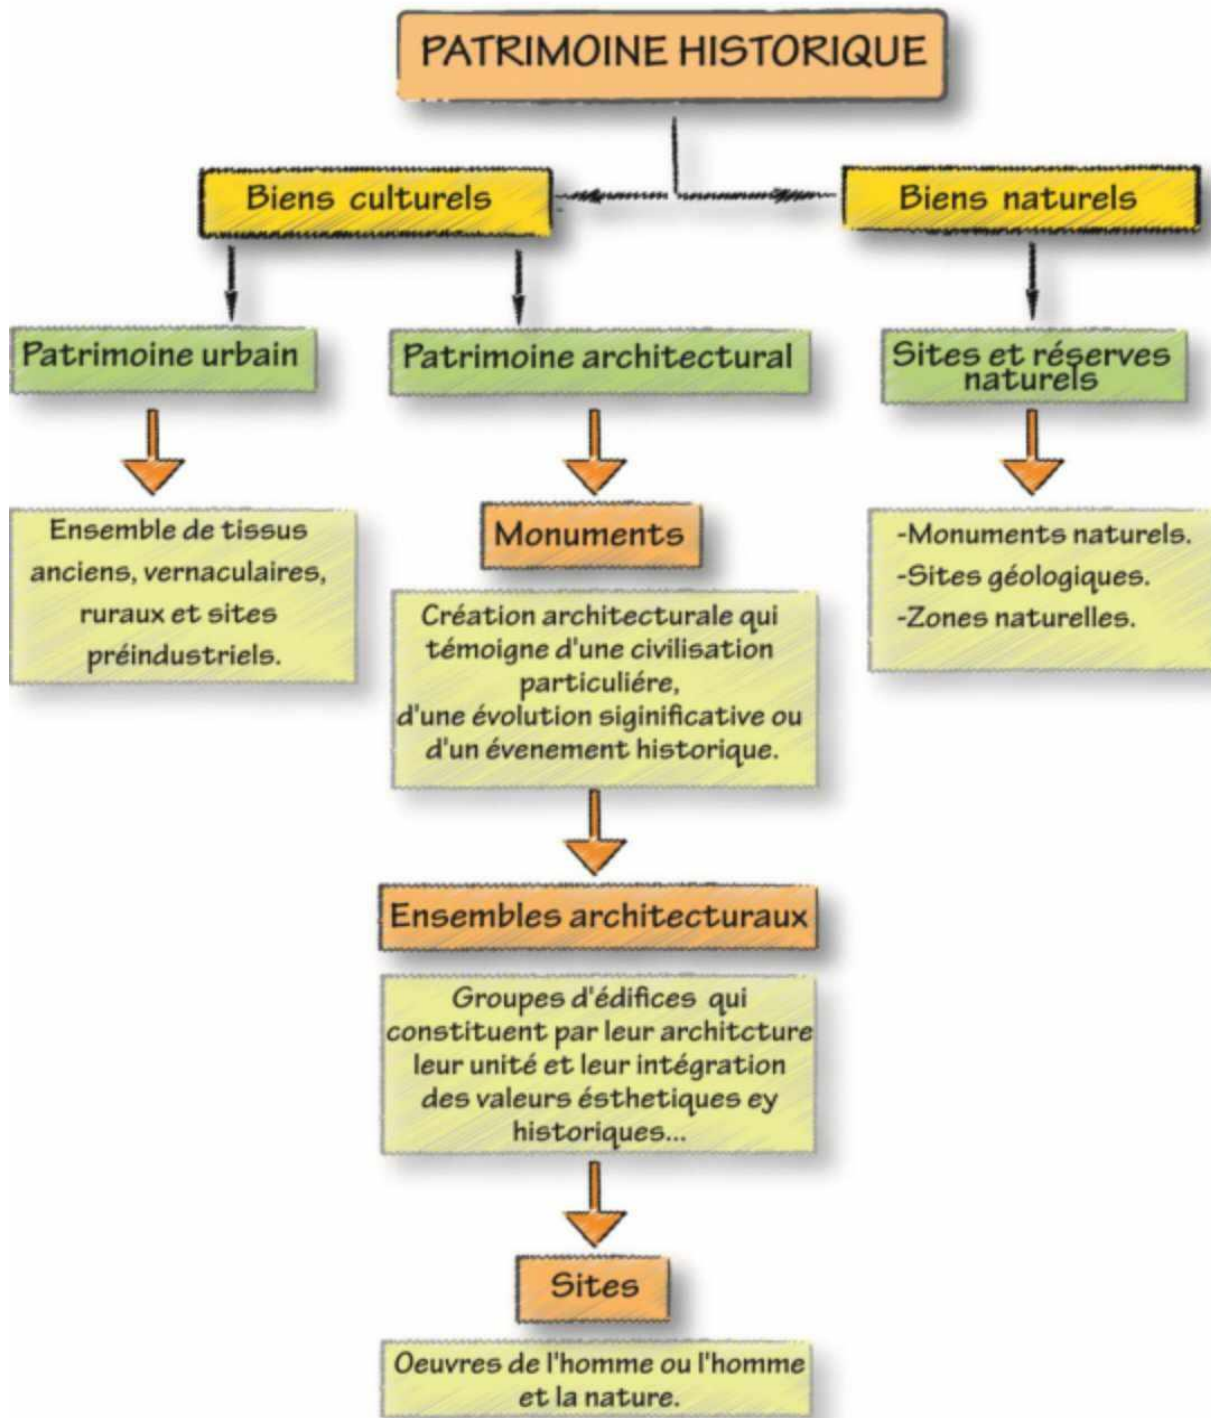 PATRIMOINE HISTORIQUE
Biens culturels
Biens naturels
Patrimoine urbain
Patrimoine architectural
Sites et réserves
naturels
Ensemble de tissus
anciens, vernaculaires,
ruraux et sites
préindustriels.
Monuments
Création architecturale qui
témoigne d'une civilisation
particuliére,
d'une évolution siginificative ou
d'un évenement historique.
-Monuments naturels.
-Sites géologiques.
-Zones naturelles.
Ensembles architecturaux
Groupes d'édifices qui
constituent par leur architcture
leur unité et leur intégration
des valeurs ésthetiques ey
historiques...
Sites
Oeuvres de l'homme ou l'homme
et la nature.